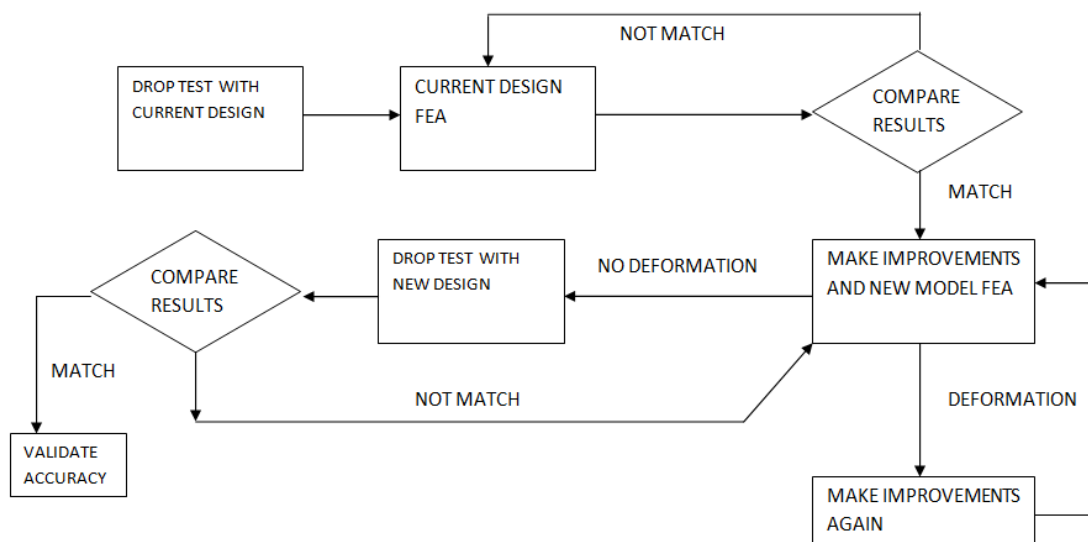 NOT MATCH
DROP TEST WITH
CURRENT DESIGN
CURRENT DESIGN
FEA
COMPARE
RESULTS
MATCH
COMPARE
RESULTS
DROP TEST WITH
NEW DESIGN
NO DEFORMATION
MAKE IMPROVEMENTS
AND NEW MODEL FEA
MATCH
NOT MATCH
DEFORMATION
VALIDATE
ACCURACY
MAKE IMPROVEMENTS
AGAIN